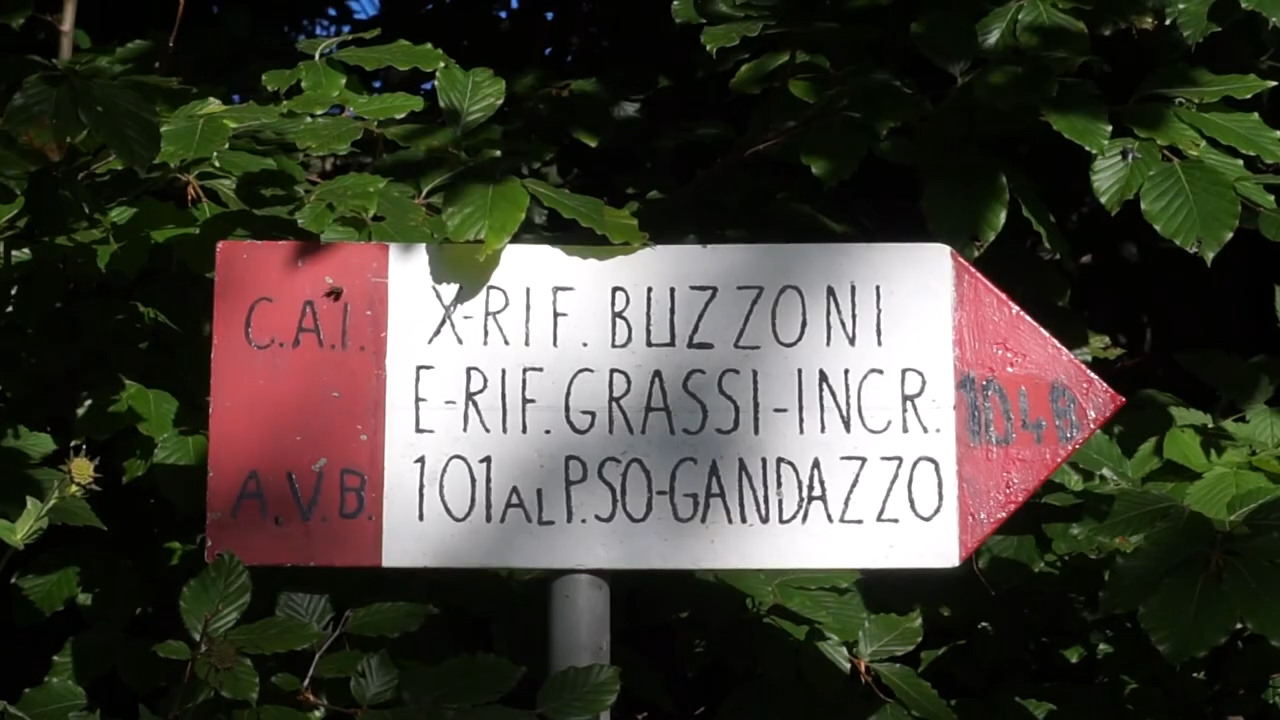 C.A.I.
A.V.B.
X-RIF. BUZZONI
E-RIF. GRASSI-INCR.
101 AL P.SO-GANDAZZO
104B